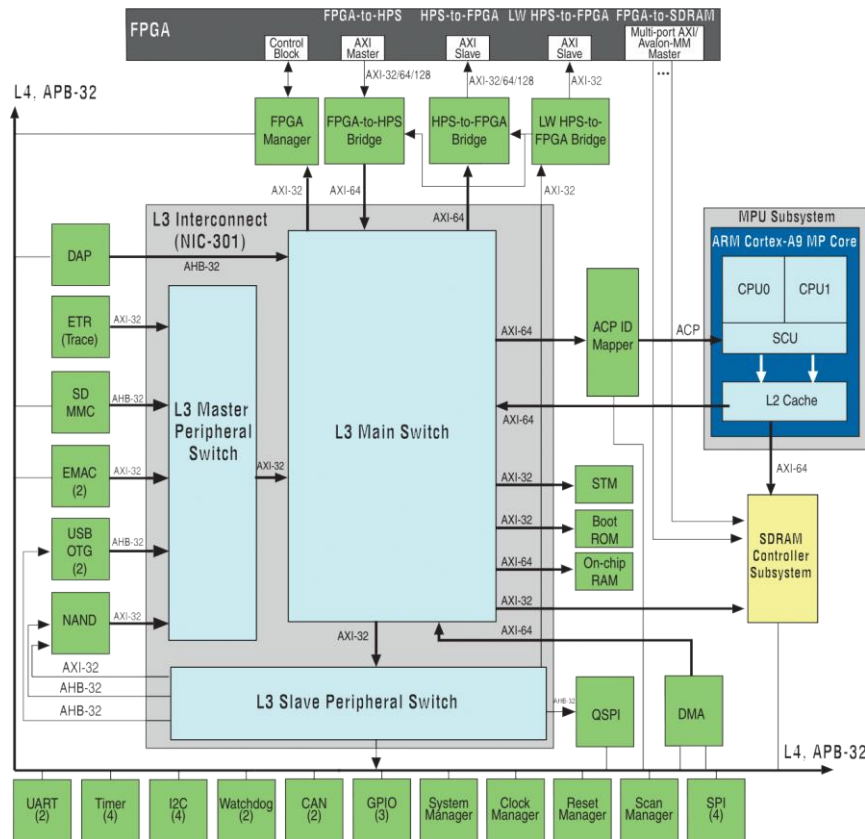 FPGA
FPGA-to-HPS
HPS-to-FPGA
LW HPS-to-FPGA
FPGA-to-SDRAM
Control
Block
AXI
Master
AXI
Slave
AXI
Slave
Multi-port AXI/
Avalon-MM
Master
...
AXI-32/64/128
AXI-32/64/128
AXI-32
L4, APB-32
FPGA
Manager
FPGA-to-HPS
Bridge
HPS-to-FPGA
Bridge
LW HPS-to-
FPGA Bridge
AXI-32
AXI-64
AXI-64
AXI-32
L3 Interconnect
(NIC-301)
MPU Subsystem
ARM Cortex-A9 MP Core
CPU0
CPU1
SCU
L2 Cache
DAP
AHB-32
ETR
(Trace)
AXI-32
SD
MMC
AHB-32
EMAC
(2)
AXI-32
USB
OTG
(2)
AHB-32
NAND
AXI-32
L3 Master
Peripheral
Switch
AXI-32
L3 Main Switch
AXI-64
ACP ID
Mapper
ACP
AXI-64
AXI-64
AXI-32
STM
AXI-32
Boot
ROM
AXI-64
On-chip
RAM
AXI-32
SDRAM
Controller
Subsystem
AXI-64
AXI-32
AXI-32
AHB-32
AHB-32
L3 Slave Peripheral Switch
AHB-32
QSPI
DMA
L4, APB-32
UART
(2)
Timer
(4)
I2C
(4)
Watchdog
(2)
CAN
(2)
GPIO
(3)
System
Manager
Clock
Manager
Reset
Manager
Scan
Manager
SPI
(4)